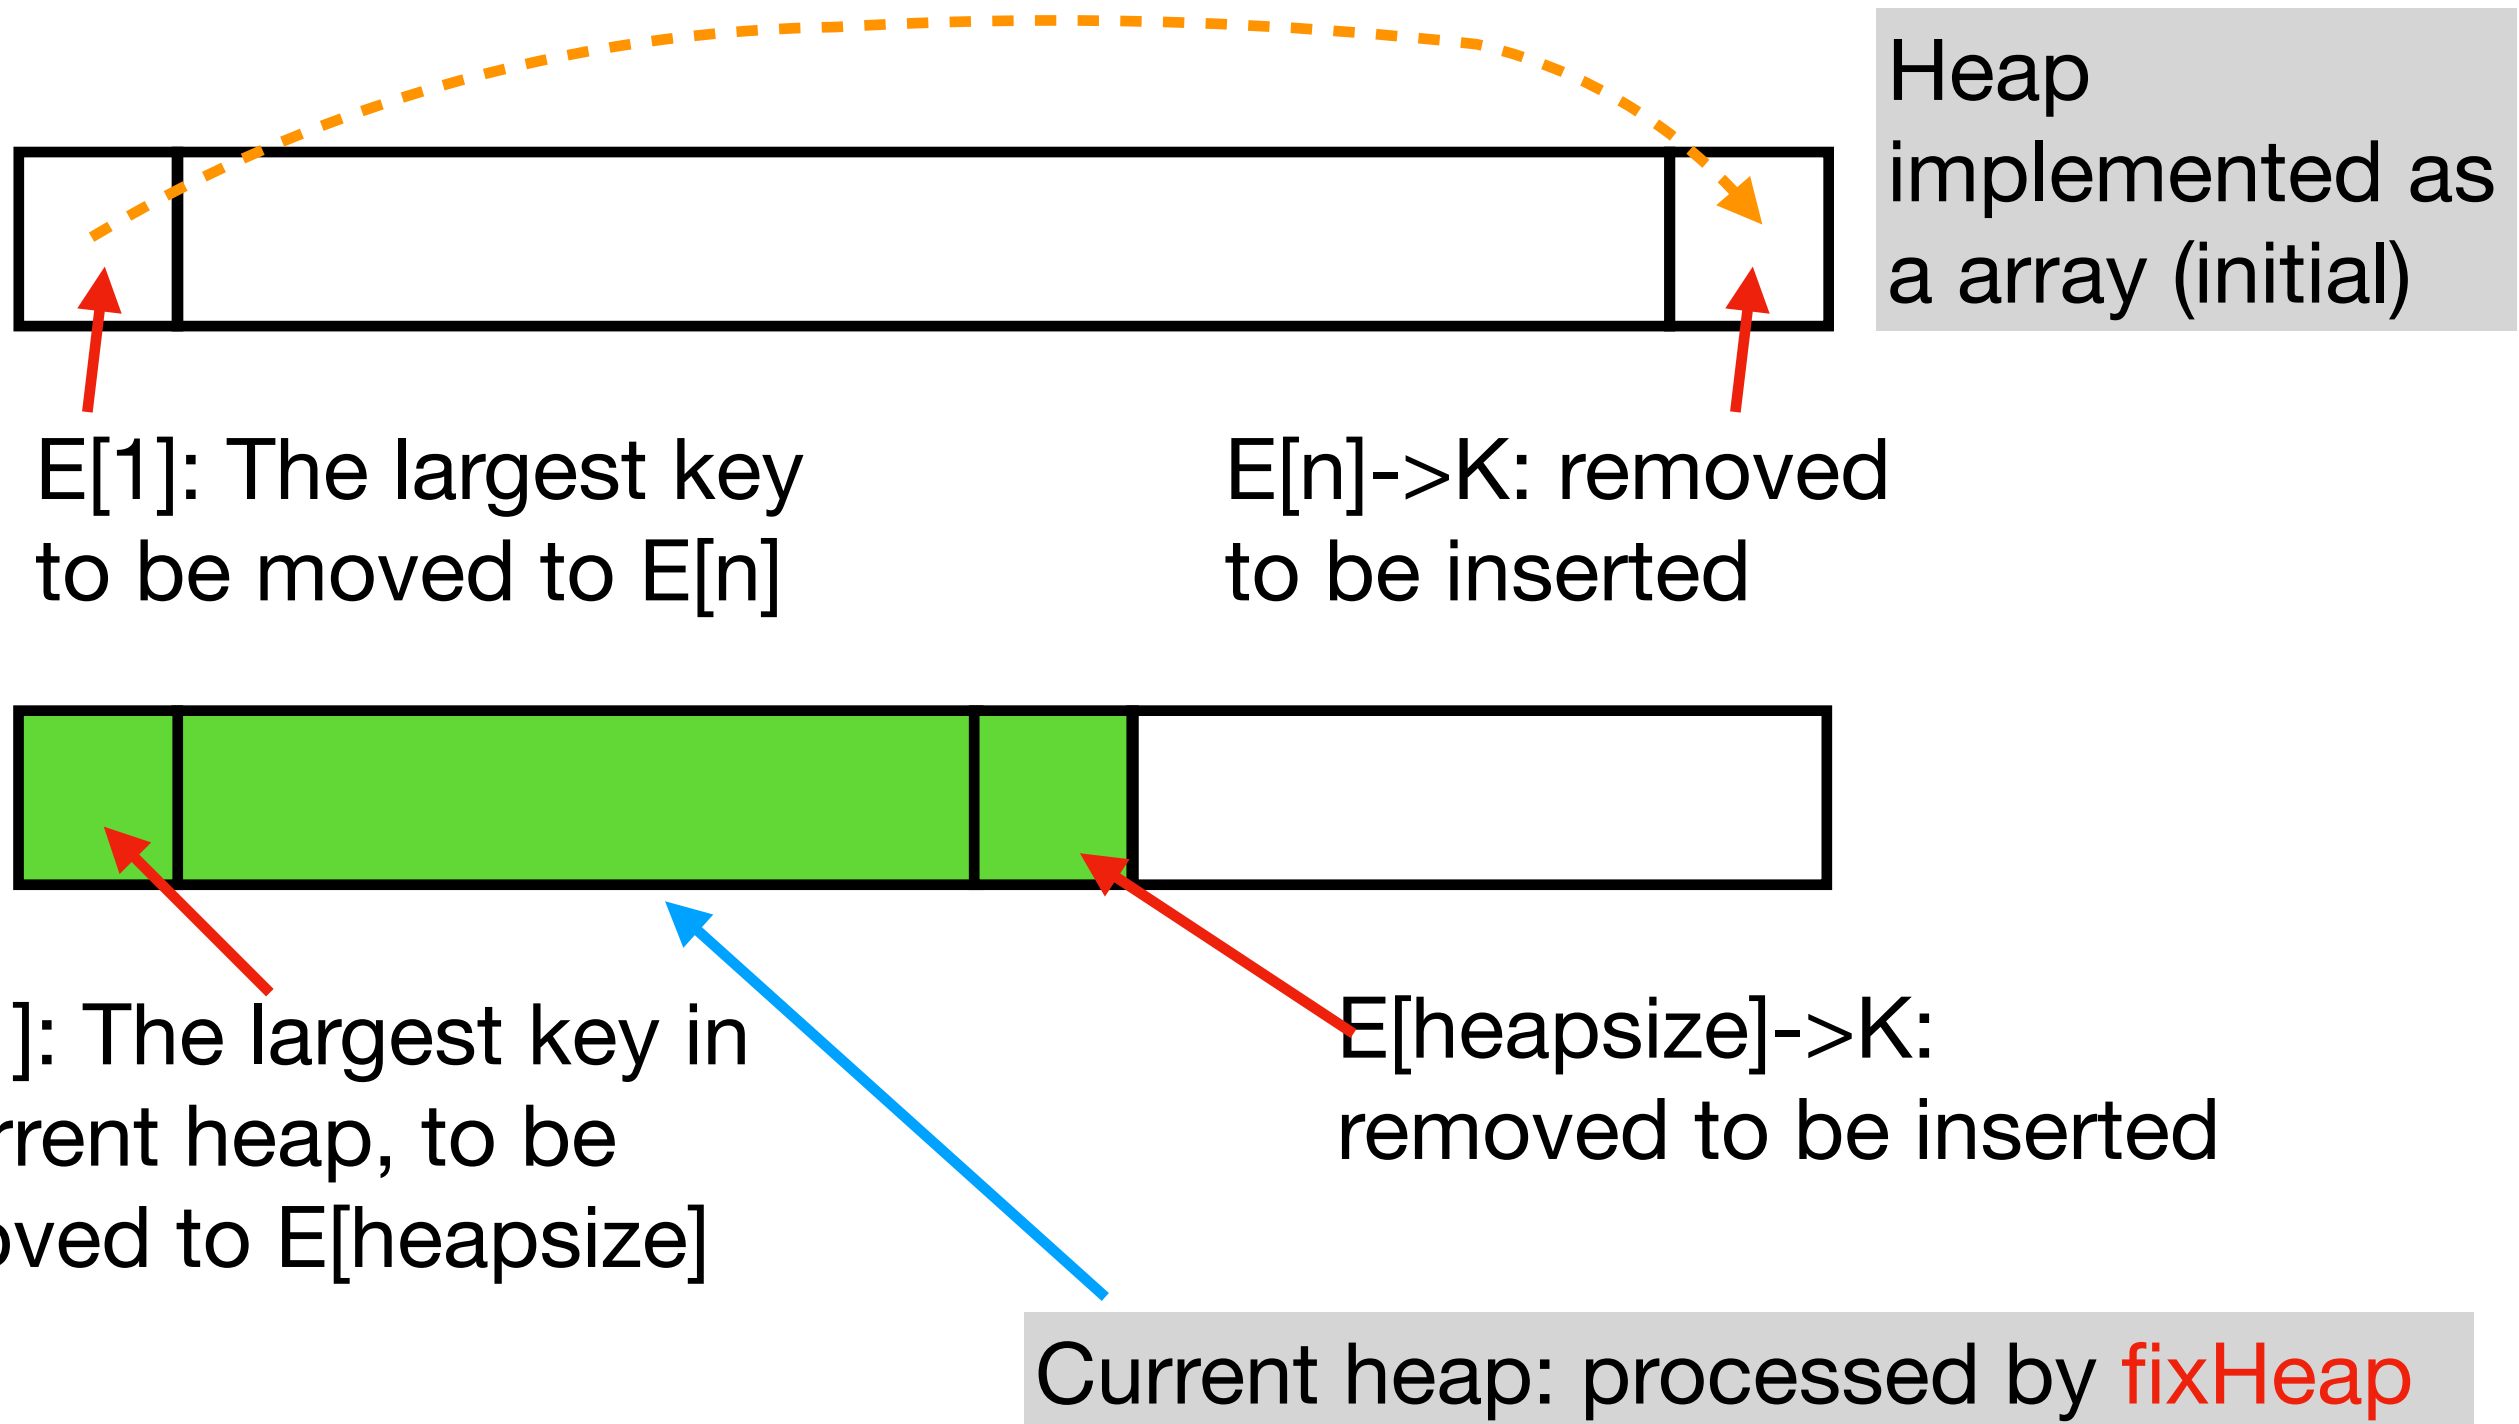 Heap
implemented as
a array (initial)
E[1]: The largest key
to be moved to E[n]
E[n]->K: removed
to be inserted
]: The largest key in
rrent heap, to be
oved to E[heapsize]
E[heapsize]->K:
removed to be inserted
Current heap: processed by fixHeap